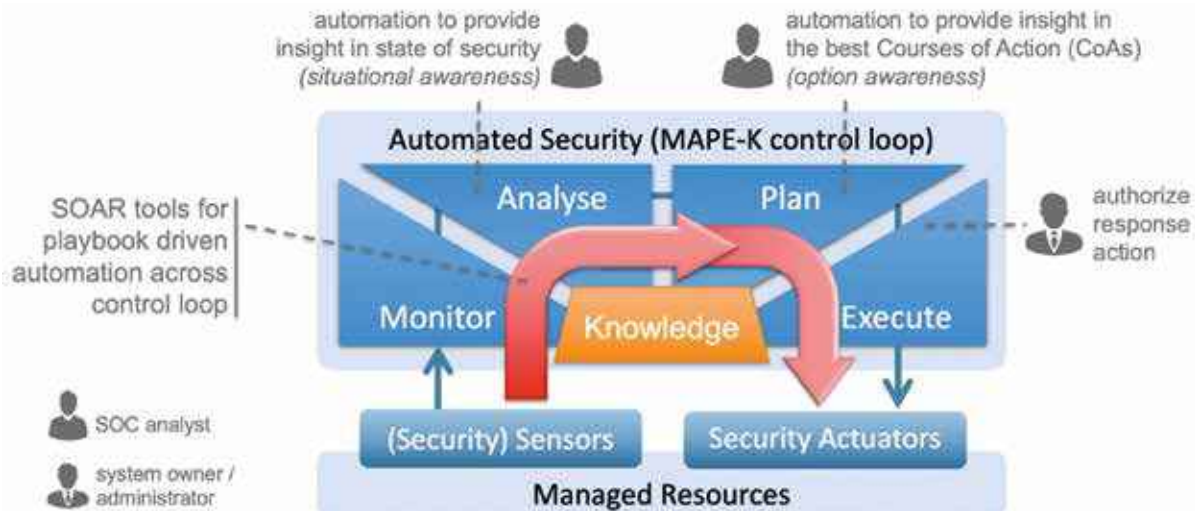 automation to provide
insight in state of security
(situational awareness)
automation to provide insight in
the best Courses of Action (CoAs)
(option awareness)
Automated Security (MAPE-K control loop)
Analyse
Plan
SOAR tools for
playbook driven
automation across
control loop
authorize
response
action
Monitor
Knowledge
Execute
SOC analyst
(Security) Sensors
Security Actuators
system owner /
administrator
Managed Resources